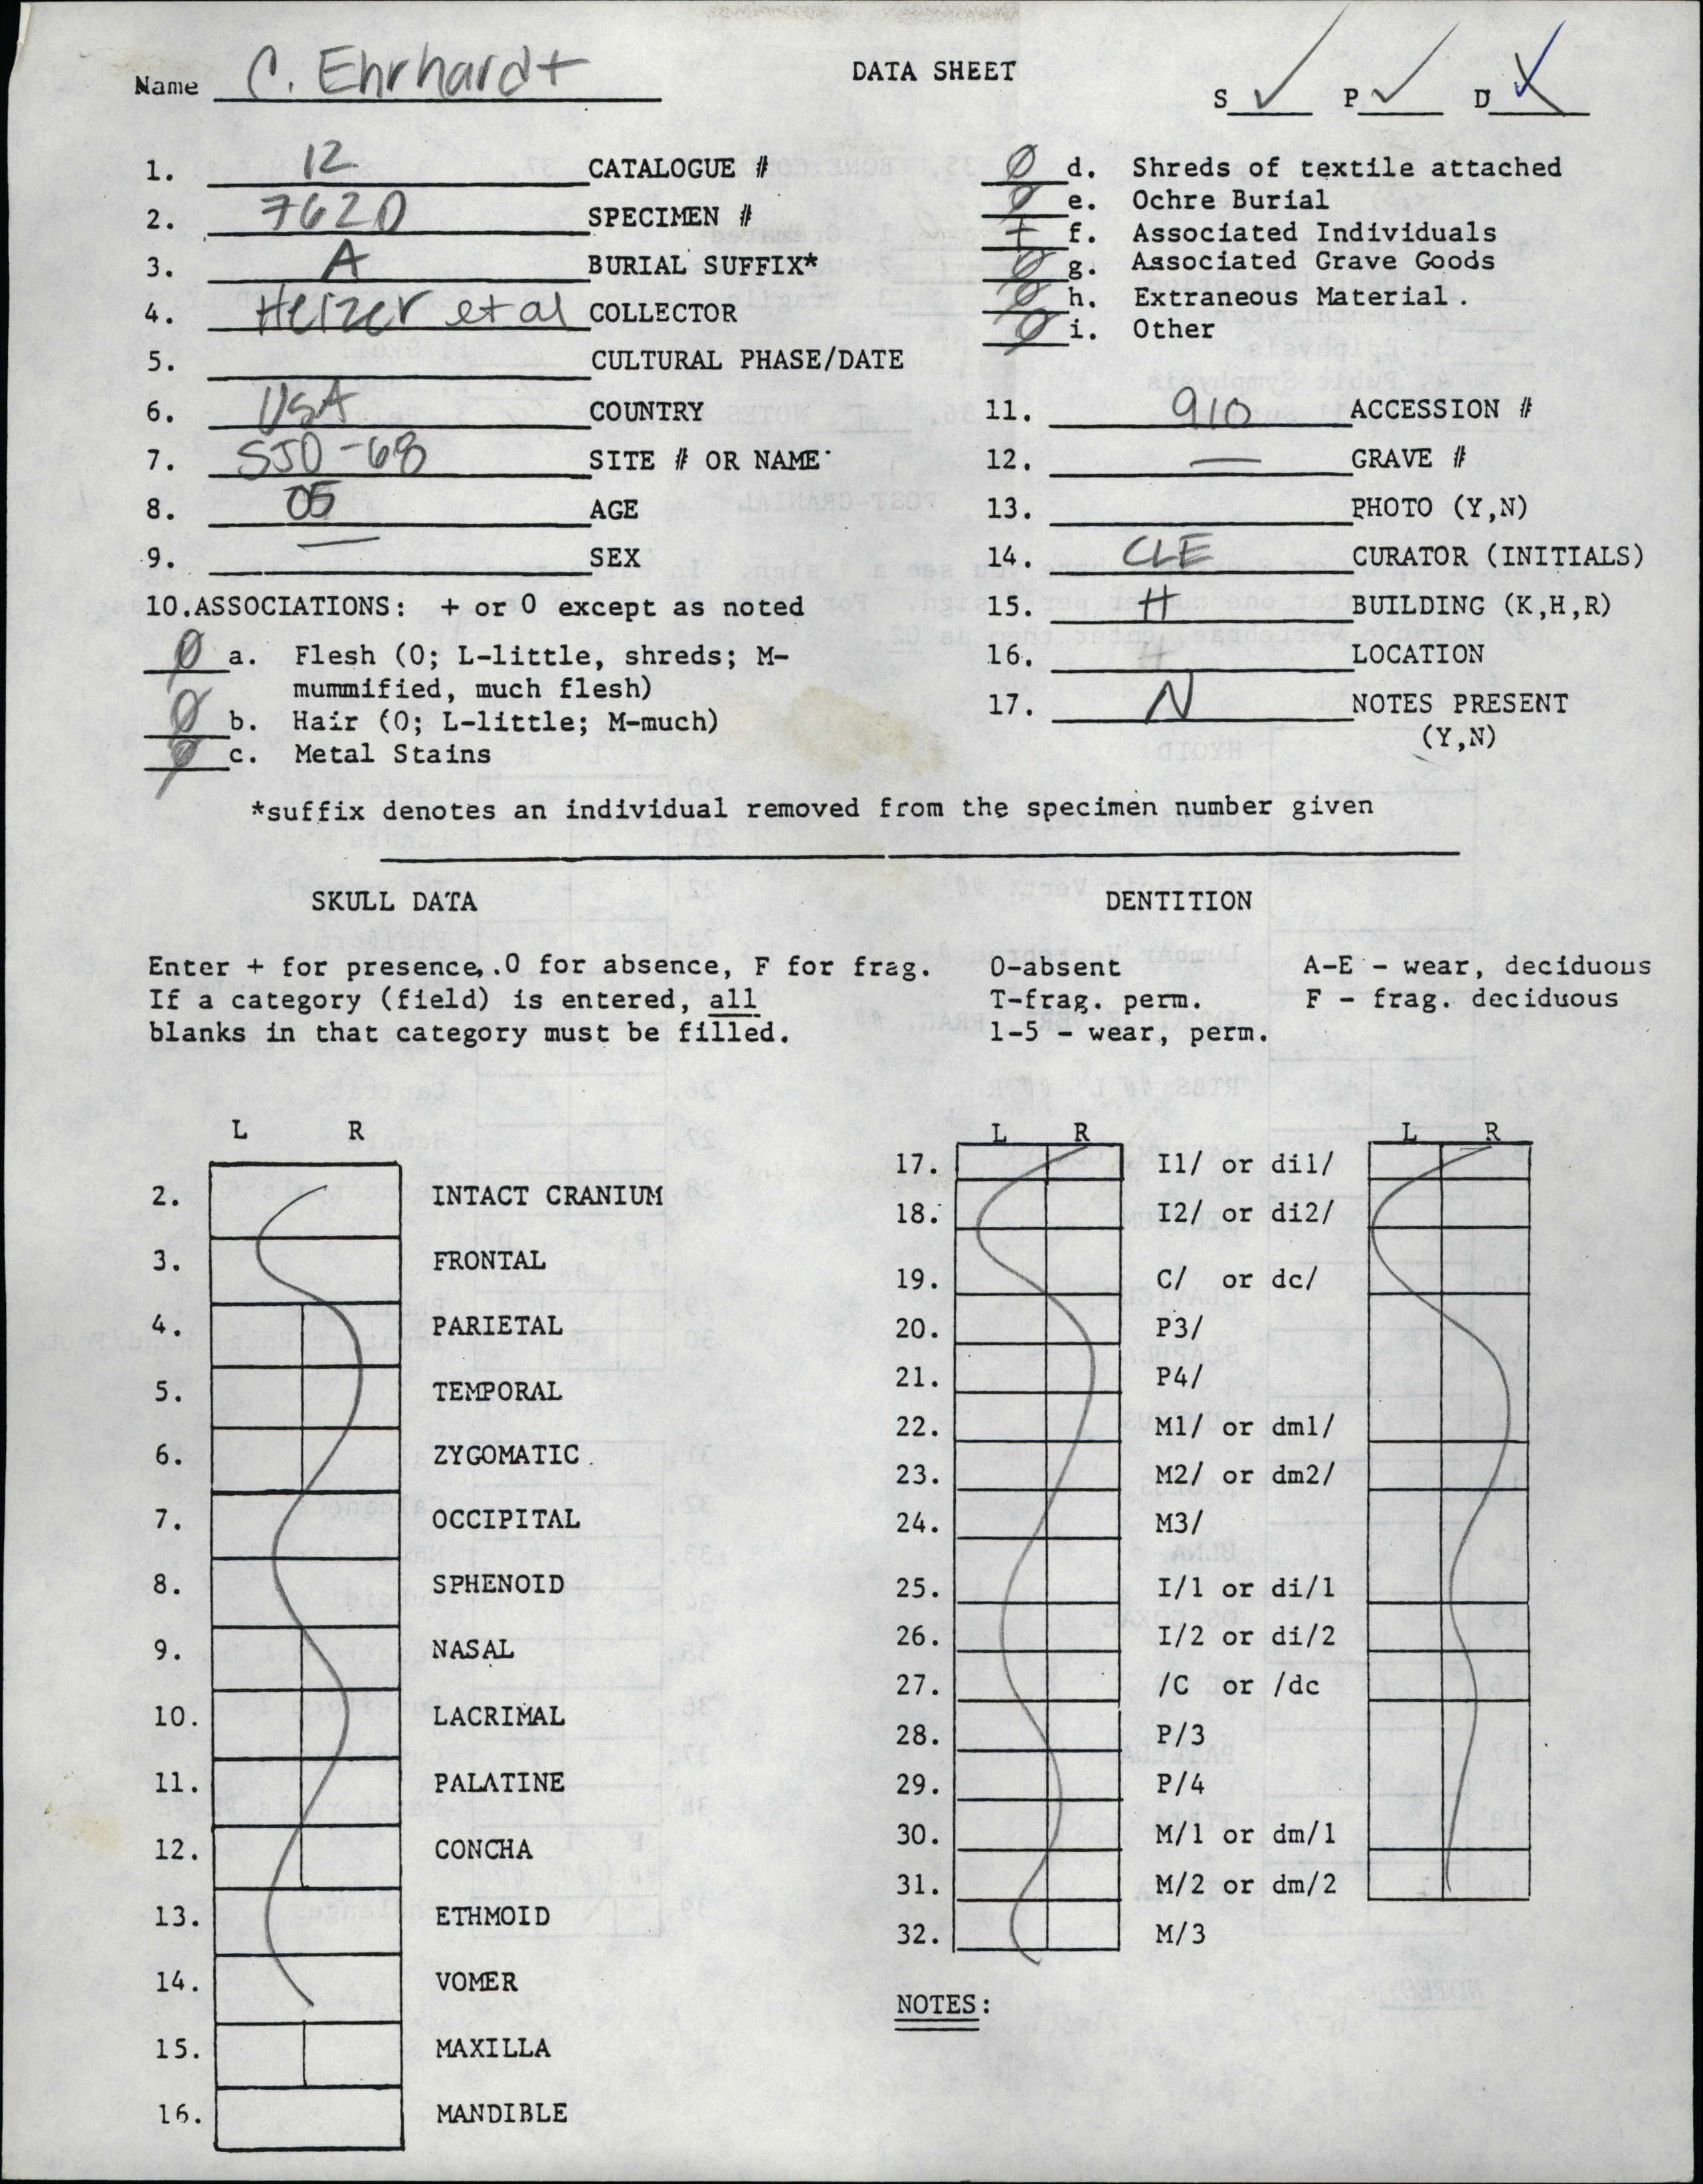 Name C. Ehrhardt
DATA SHEET
S ✓ P ✓ D ✓
1. 12 CATALOGUE #
2. 7620 SPECIMEN #
3. A BURIAL SUFFIX*
4. Heizer et al COLLECTOR
5. CULTURAL PHASE/DATE
6. USA COUNTRY
7. SJO-68 SITE # OR NAME
8. 05 AGE
9. — SEX
10.ASSOCIATIONS: + or 0 except as noted
0 a. Flesh (0; L-little, shreds; M-
mummified, much flesh)
0 b. Hair (0; L-little; M-much)
0 c. Metal Stains
0 d. Shreds of textile attached
0 e. Ochre Burial
+ f. Associated Individuals
0 g. Associated Grave Goods
0 h. Extraneous Material.
0 i. Other
11. 910 ACCESSION #
12. — GRAVE #
13. PHOTO (Y,N)
14. CLE CURATOR (INITIALS)
15. H BUILDING (K,H,R)
16. LOCATION
17. N NOTES PRESENT
(Y,N)
*suffix denotes an individual removed from the specimen number given
SKULL DATA
Enter + for presence, .0 for absence, F for frag.
If a category (field) is entered, all
blanks in that category must be filled.
L R
2. INTACT CRANIUM
3. FRONTAL
4. PARIETAL
5. TEMPORAL
6. ZYGOMATIC.
7. OCCIPITAL
8. SPHENOID
9. NASAL
10. LACRIMAL
11. PALATINE
12. CONCHA
13. ETHMOID
14. VOMER
15. MAXILLA
16. MANDIBLE
DENTITION
0-absent A-E - wear, deciduous
T-frag. perm. F - frag. deciduous
1-5 - wear, perm.
L R L R
17. I1/ or di1/
18. I2/ or di2/
19. C/ or dc/
20. P3/
21. P4/
22. M1/ or dm1/
23. M2/ or dm2/
24. M3/
25. I/1 or di/1
26. I/2 or di/2
27. /C or /dc
28. P/3
29. P/4
30. M/1 or dm/1
31. M/2 or dm/2
32. M/3
NOTES: